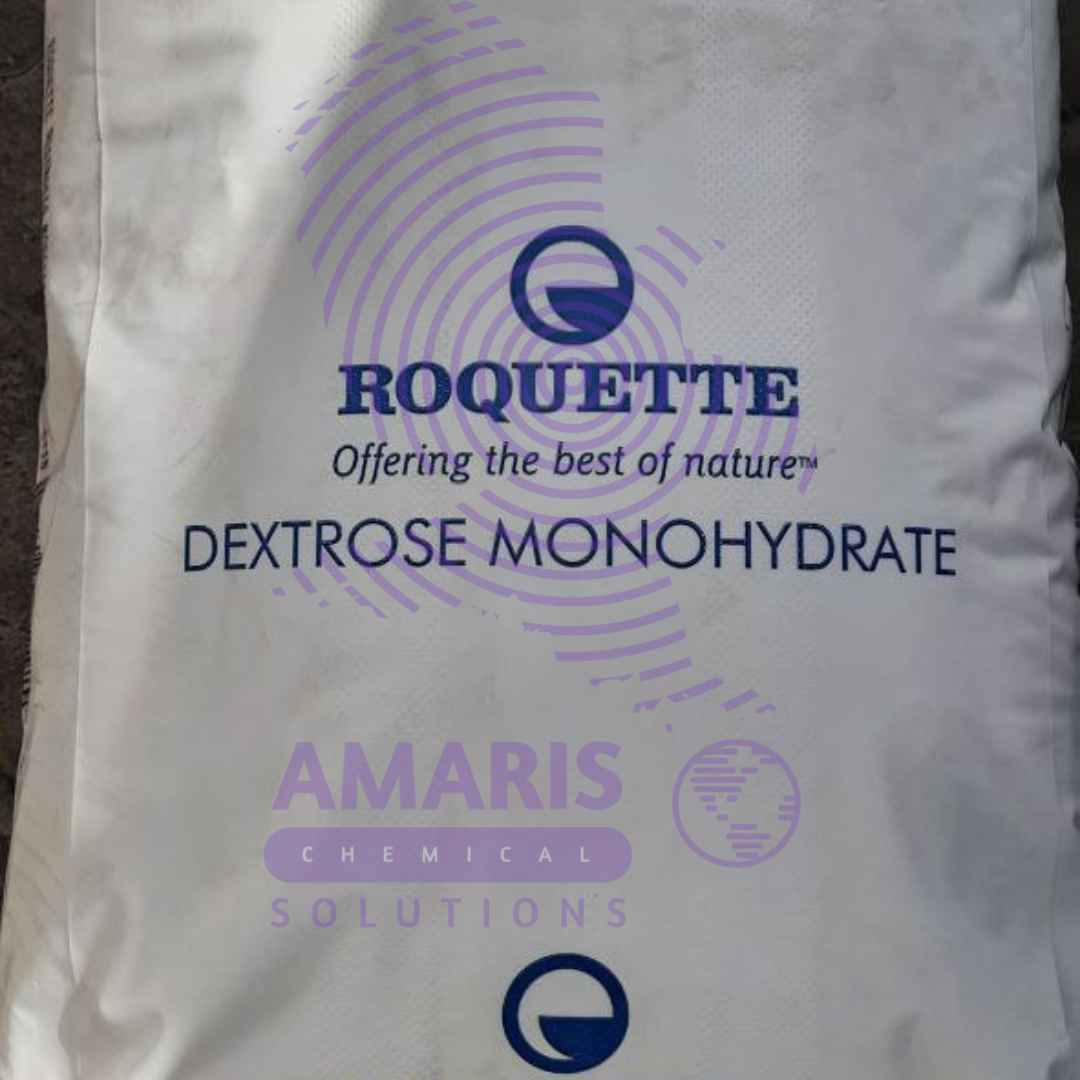 ROQUETTE
Offering the best of nature™
DEXTROSE MONOHYDRATE
AMARIS
CHEMICAL
SOLUTIONS